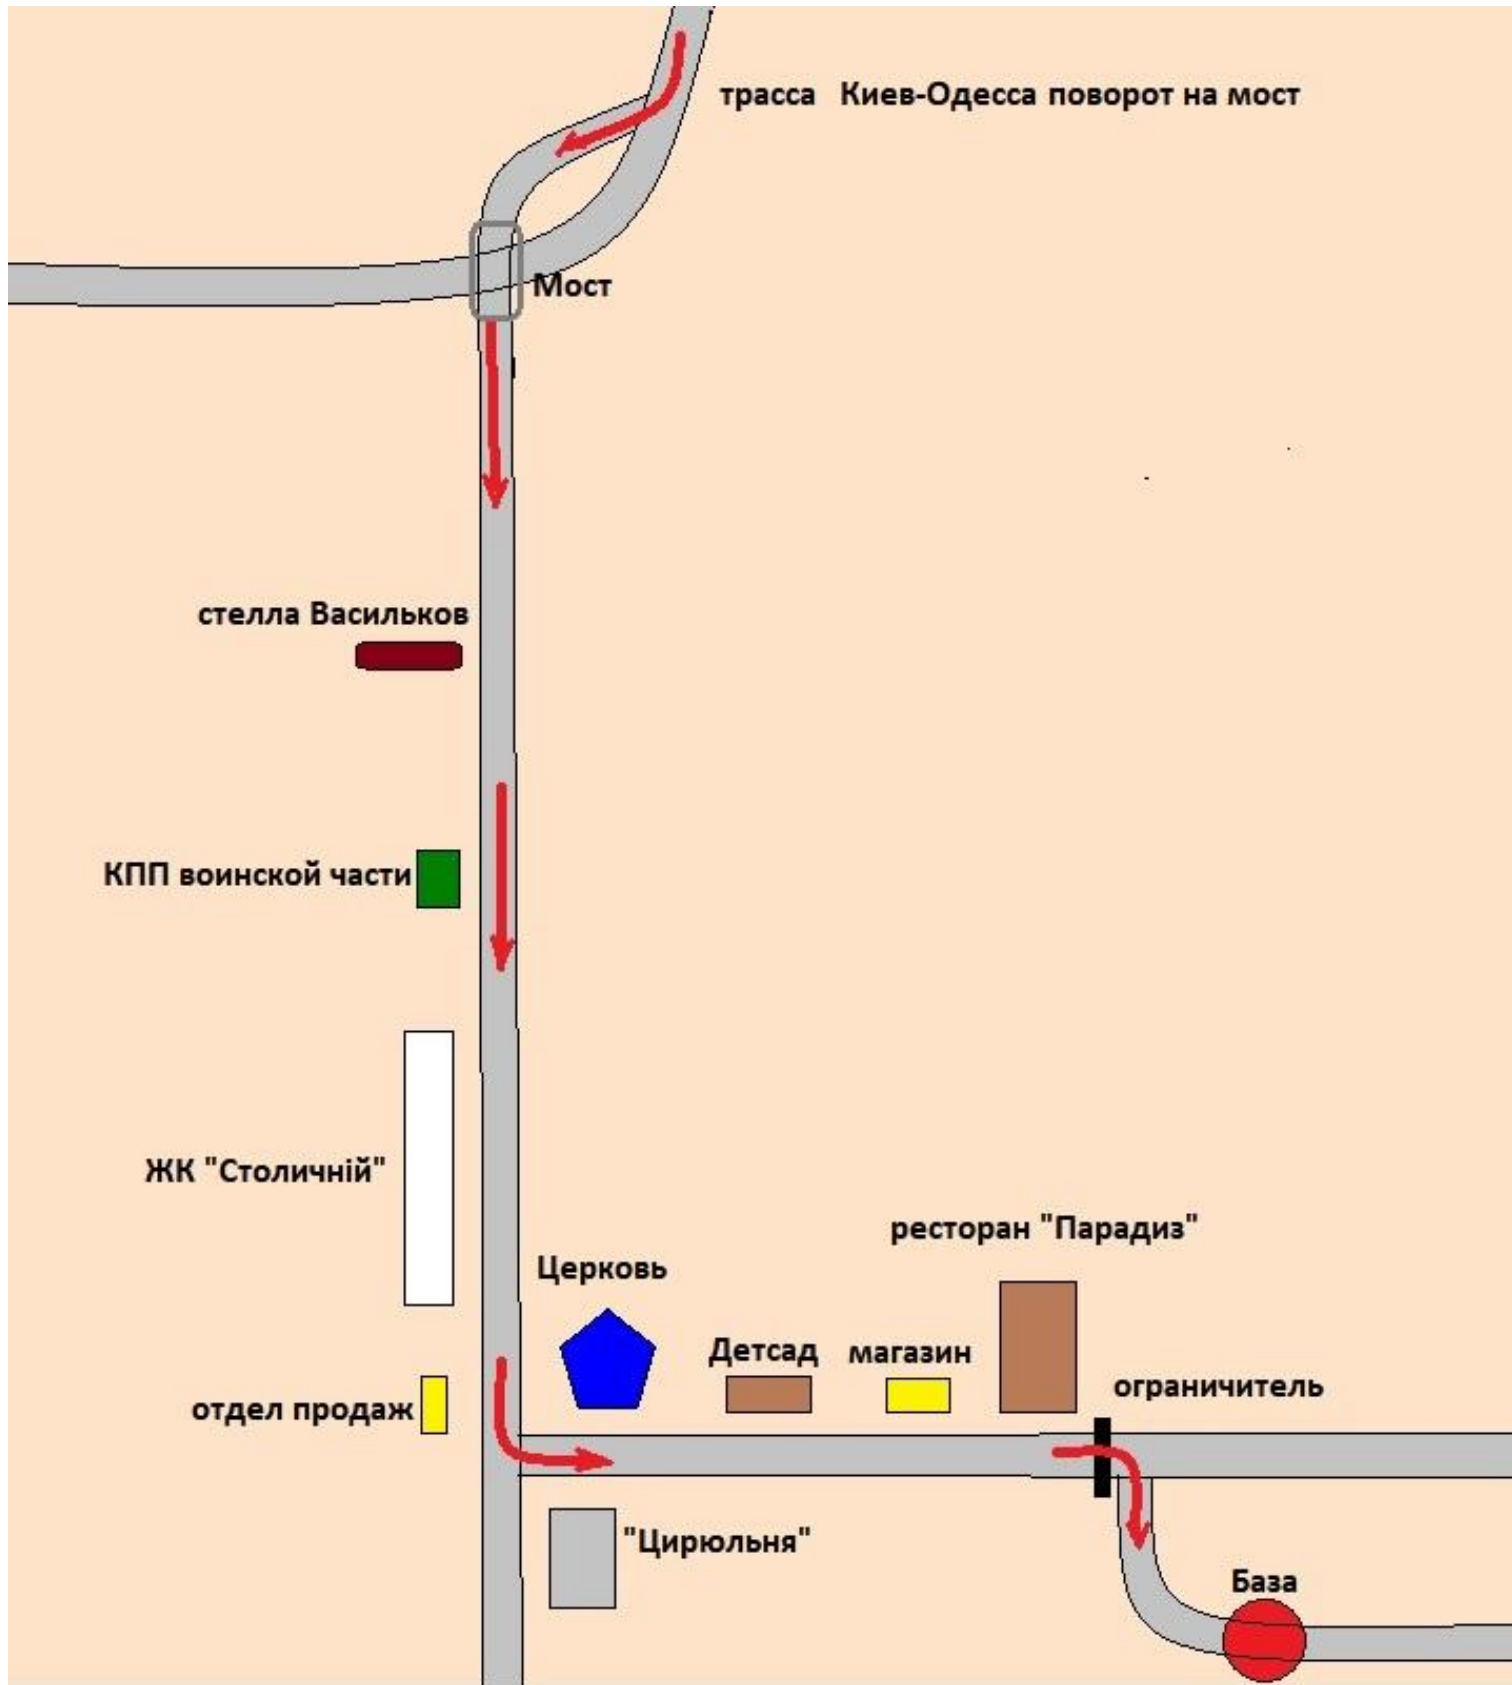 трасса Киев-Одесса поворот на мост
Мост
стелла Васильков
КПП воинской части
ЖК "Столичній"
ресторан "Парадиз"
Церковь
Детсад
магазин
ограничитель
отдел продаж
"Цирюльня"
База